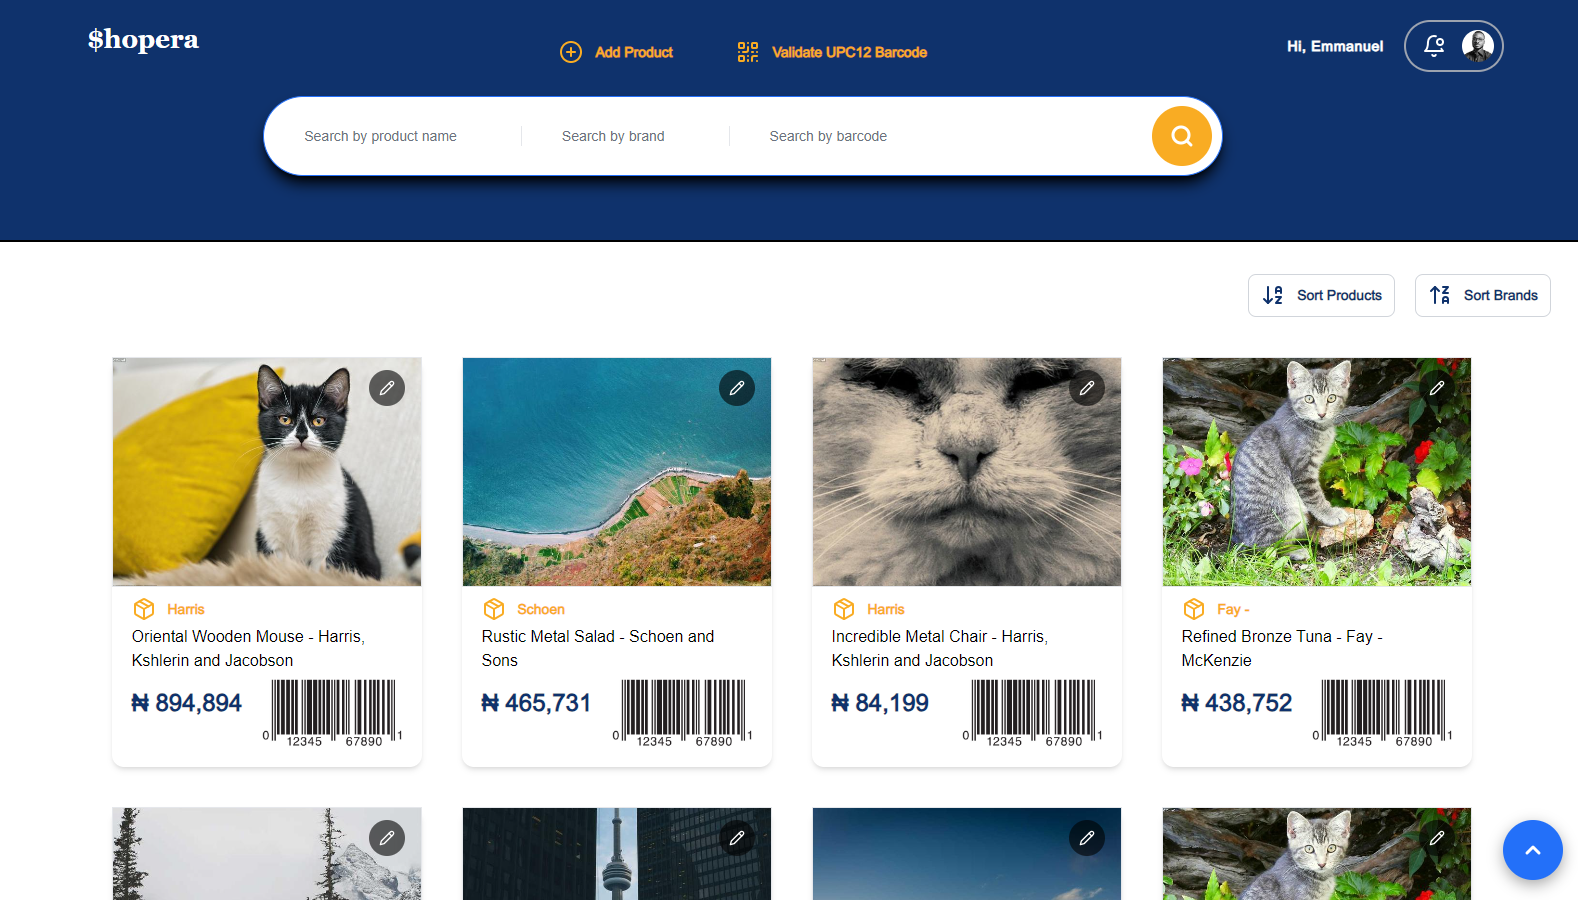 $hopera
Add Product
Validate UPC12 Barcode
Hi, Emmanuel
Search by product name
Search by brand
Search by barcode
Sort Products
Sort Brands
Harris
Oriental Wooden Mouse - Harris,
Kshlerin and Jacobson
₦ 894,894
0 12345 67890 1
Schoen
Rustic Metal Salad - Schoen and
Sons
₦ 465,731
0 12345 67890 1
Harris
Incredible Metal Chair - Harris,
Kshlerin and Jacobson
₦ 84,199
0 12345 67890 1
Fay -
Refined Bronze Tuna - Fay -
McKenzie
₦ 438,752
0 12345 67890 1